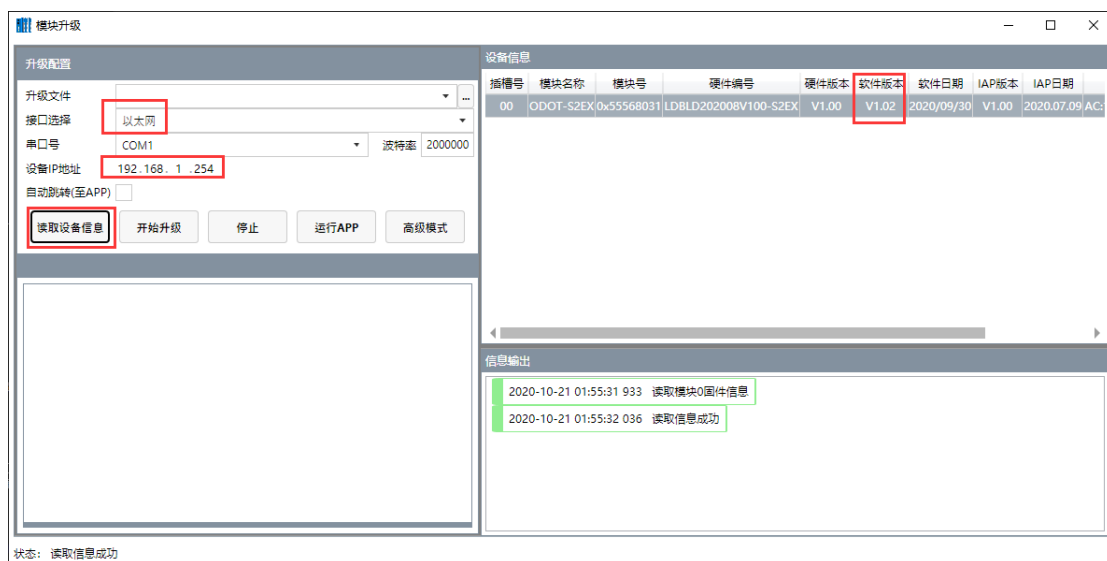 模块升级
升级配置
升级文件
...
接口选择 以太网
串口号 COM1 波特率 2000000
设备IP地址 192.168. 1 .254
自动跳转(至APP)
读取设备信息 开始升级 停止 运行APP 高级模式
设备信息
插槽号 模块名称 模块号 硬件编号 硬件版本 软件版本 软件日期 IAP版本 IAP日期
00 ODOT-S2EX 0x55568031 LDBLD202008V100-S2EX V1.00 V1.02 2020/09/30 V1.00 2020.07.09 AC:
信息输出
2020-10-21 01:55:31 933 读取模块0固件信息
2020-10-21 01:55:32 036 读取信息成功
状态: 读取信息成功